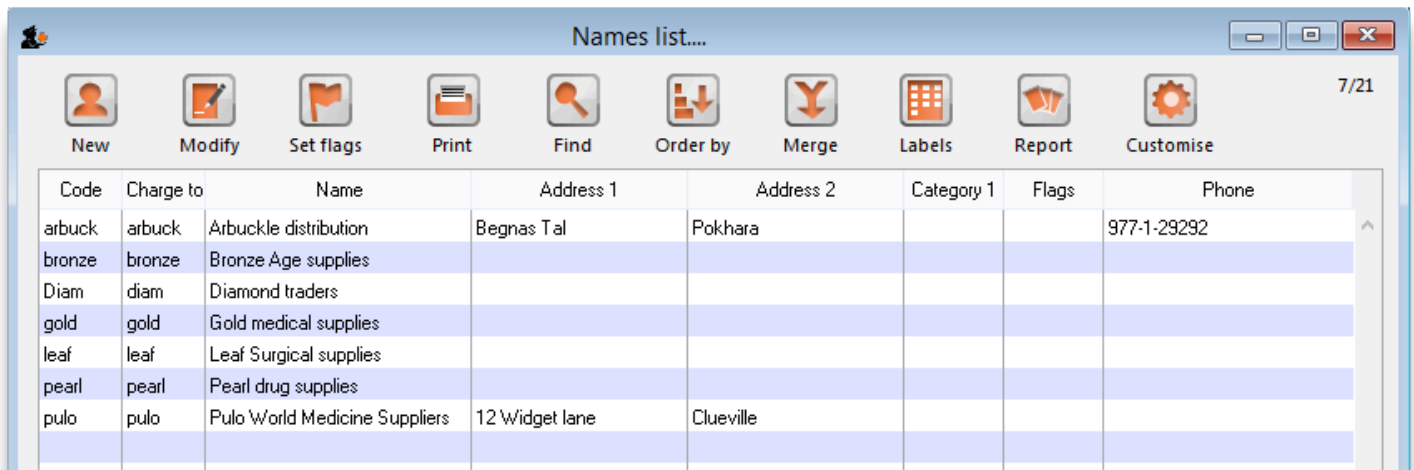 Names list....
7/21
New Modify Set flags Print Find Order by Merge Labels Report Customise
Code Charge to Name Address 1 Address 2 Category 1 Flags Phone
arbuck arbuck Arbuckle distribution Begnas Tal Pokhara 977-1-29292
bronze bronze Bronze Age supplies
Diam diam Diamond traders
gold gold Gold medical supplies
leaf leaf Leaf Surgical supplies
pearl pearl Pearl drug supplies
pulo pulo Pulo World Medicine Suppliers 12 Widget lane Clueville